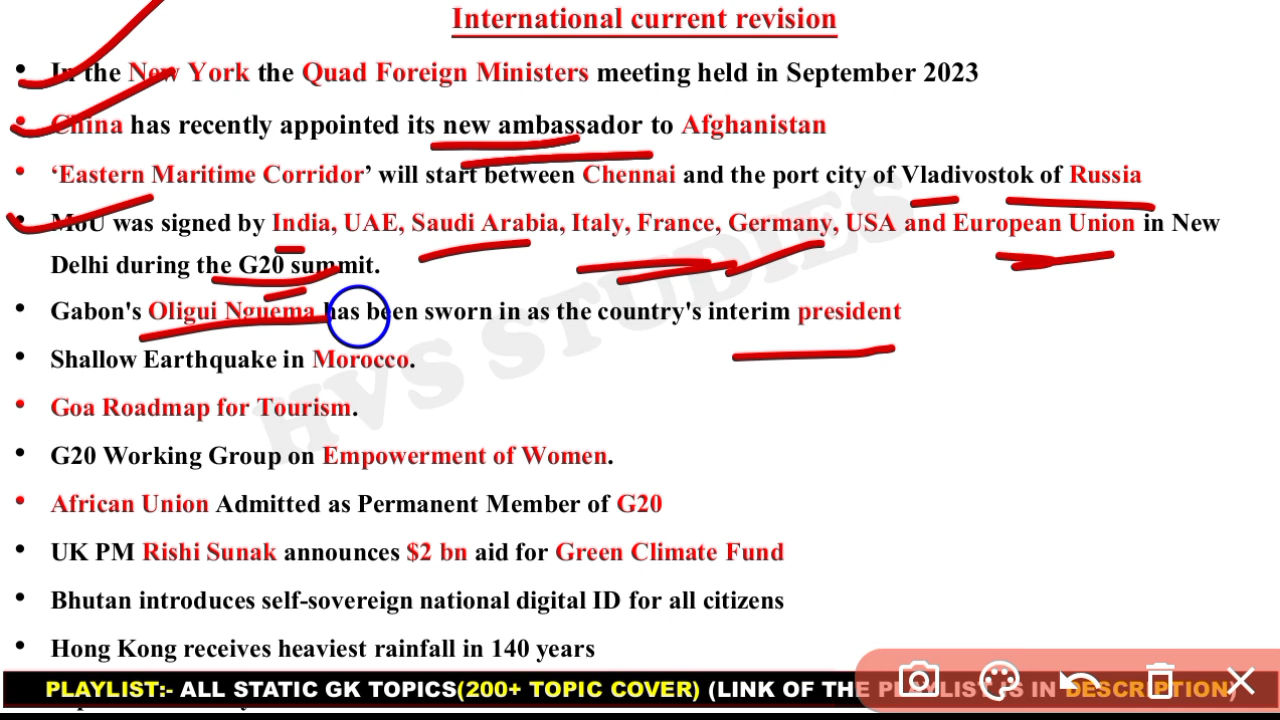 International current revision
• In the New York the Quad Foreign Ministers meeting held in September 2023
• China has recently appointed its new ambassador to Afghanistan
• ‘Eastern Maritime Corridor’ will start between Chennai and the port city of Vladivostok of Russia
• MoU was signed by India, UAE, Saudi Arabia, Italy, France, Germany, USA and European Union in New
Delhi during the G20 summit.
• Gabon's Oligui Nguema has been sworn in as the country's interim president
• Shallow Earthquake in Morocco.
• Goa Roadmap for Tourism.
• G20 Working Group on Empowerment of Women.
• African Union Admitted as Permanent Member of G20
• UK PM Rishi Sunak announces $2 bn aid for Green Climate Fund
• Bhutan introduces self-sovereign national digital ID for all citizens
• Hong Kong receives heaviest rainfall in 140 years
PLAYLIST:- ALL STATIC GK TOPICS(200+ TOPIC COVER) (LINK OF THE PLAYLIST IS IN DESCRIPTION)
HVS STUDIES